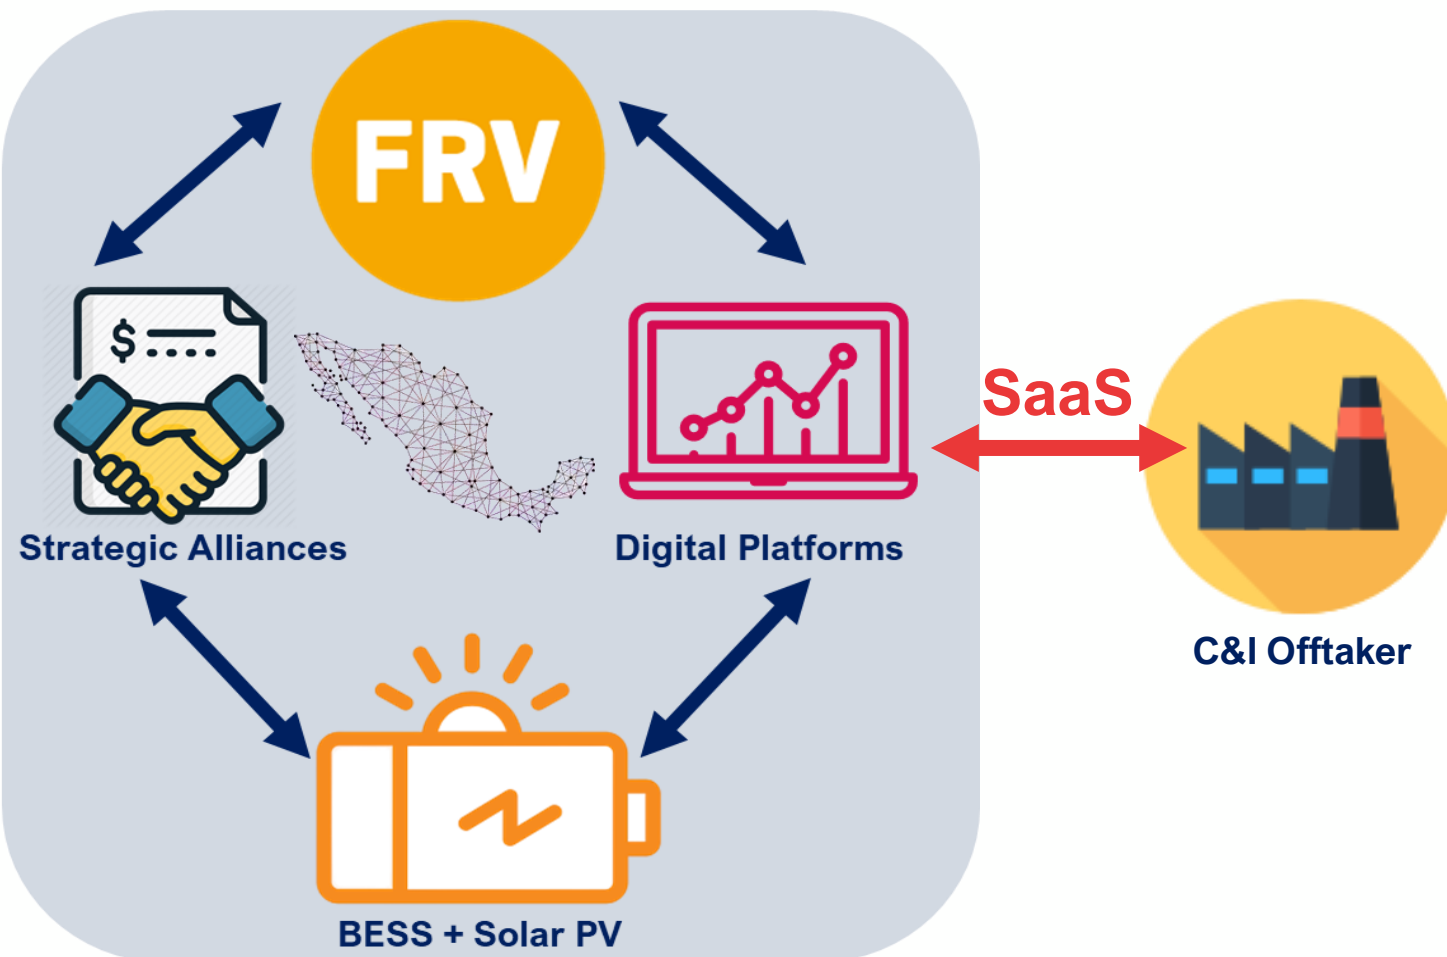 FRV
$
SaaS
Strategic Alliances
Digital Platforms
C&I Offtaker
BESS + Solar PV